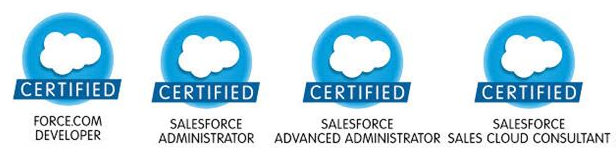 CERTIFIED
FORCE.COM
DEVELOPER
CERTIFIED
SALESFORCE
ADMINISTRATOR
CERTIFIED
SALESFORCE
ADVANCED ADMINISTRATOR
CERTIFIED
SALESFORCE
SALES CLOUD CONSULTANT